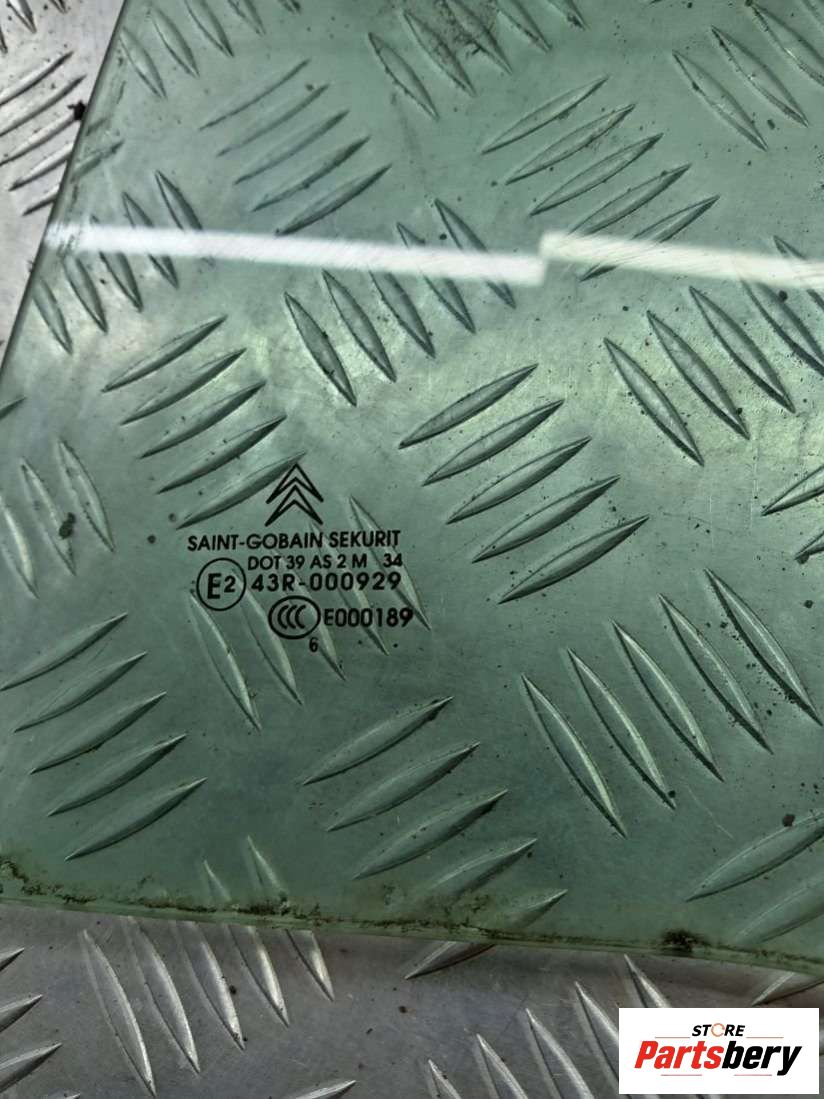 SAINT-GOBAIN SEKURIT
DOT 39 AS 2 M 34
E2 43R-000929
CCC E000189
6
STORE
Partsbery